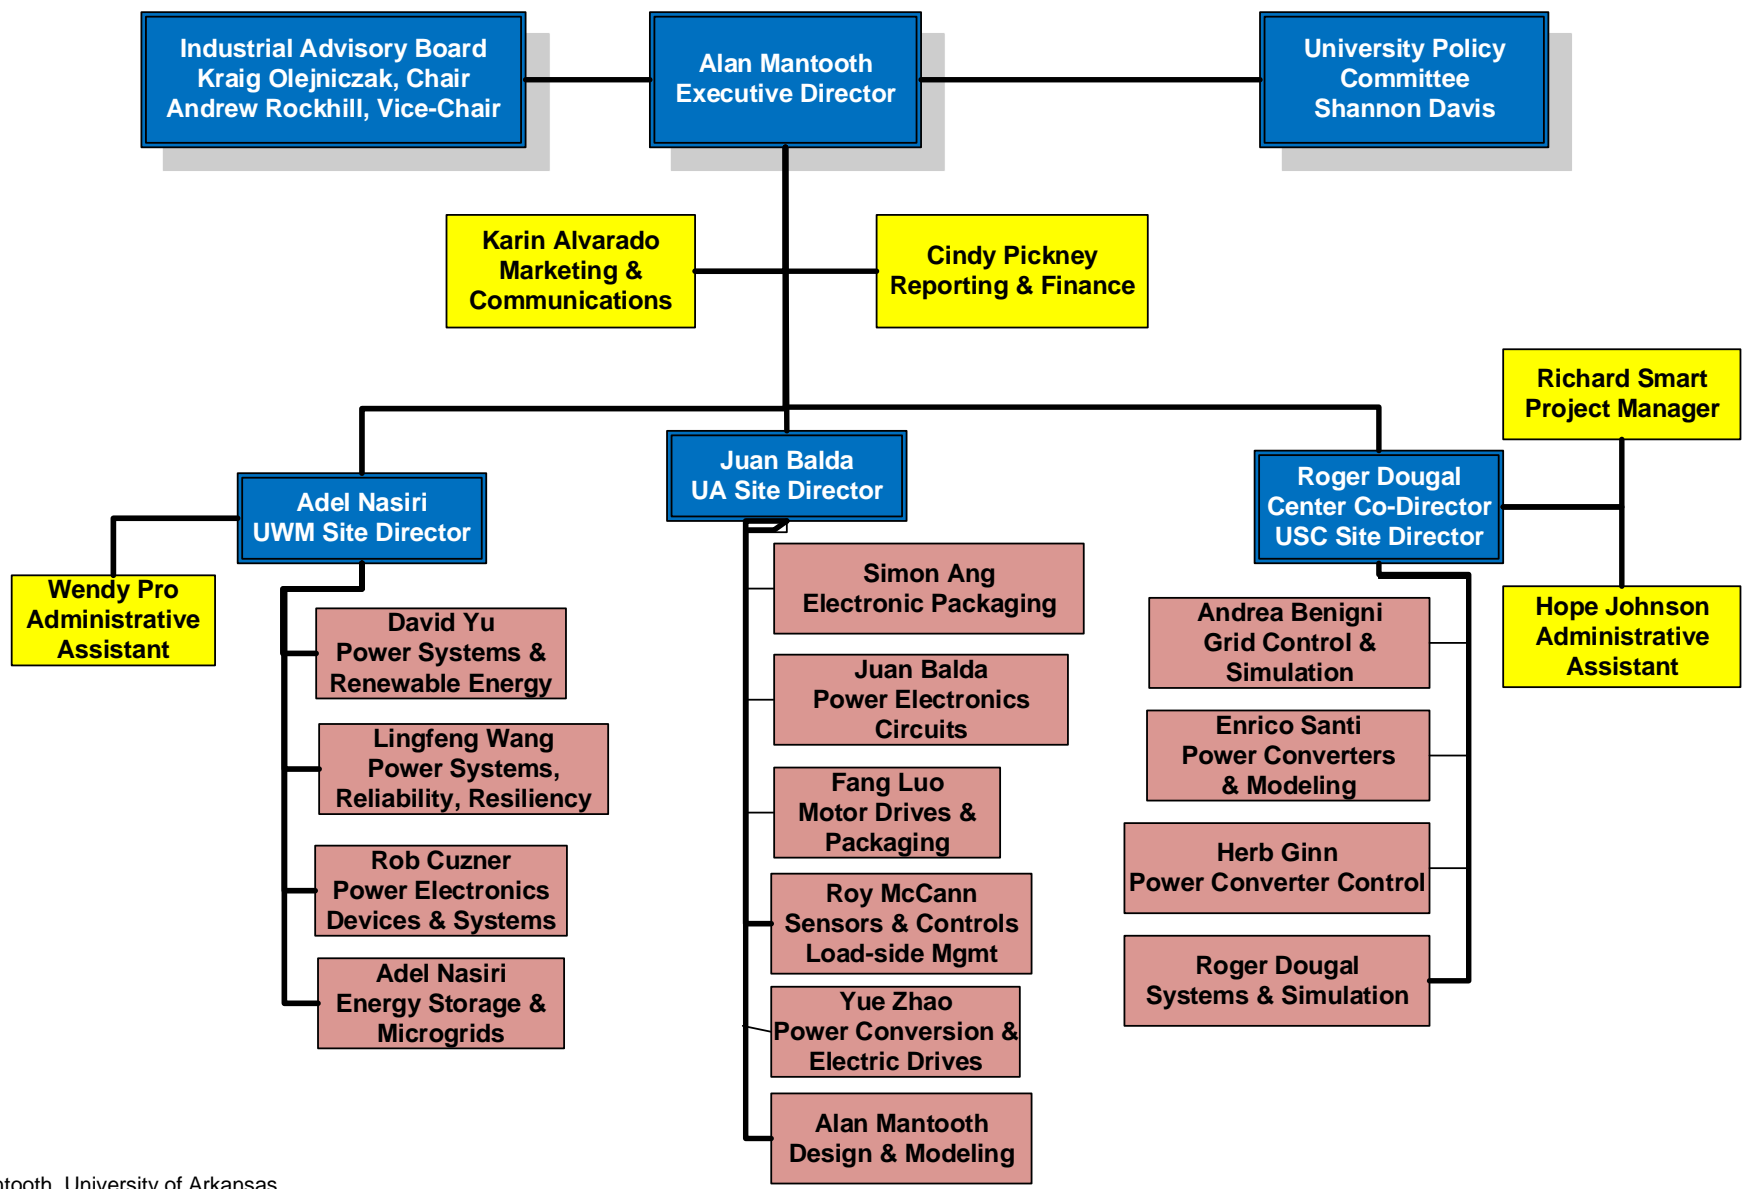 Industrial Advisory Board
Kraig Olejniczak, Chair
Andrew Rockhill, Vice-Chair
Alan Mantooth
Executive Director
University Policy
Committee
Shannon Davis
Karin Alvarado
Marketing &
Communications
Cindy Pickney
Reporting & Finance
Richard Smart
Project Manager
Adel Nasiri
UWM Site Director
Juan Balda
UA Site Director
Roger Dougal
Center Co-Director
USC Site Director
Wendy Pro
Administrative
Assistant
Hope Johnson
Administrative
Assistant
David Yu
Power Systems &
Renewable Energy
Lingfeng Wang
Power Systems,
Reliability, Resiliency
Rob Cuzner
Power Electronics
Devices & Systems
Adel Nasiri
Energy Storage &
Microgrids
Simon Ang
Electronic Packaging
Juan Balda
Power Electronics
Circuits
Fang Luo
Motor Drives &
Packaging
Roy McCann
Sensors & Controls
Load-side Mgmt
Yue Zhao
Power Conversion &
Electric Drives
Alan Mantooth
Design & Modeling
Andrea Benigni
Grid Control &
Simulation
Enrico Santi
Power Converters
& Modeling
Herb Ginn
Power Converter Control
Roger Dougal
Systems & Simulation
University of Arkansas